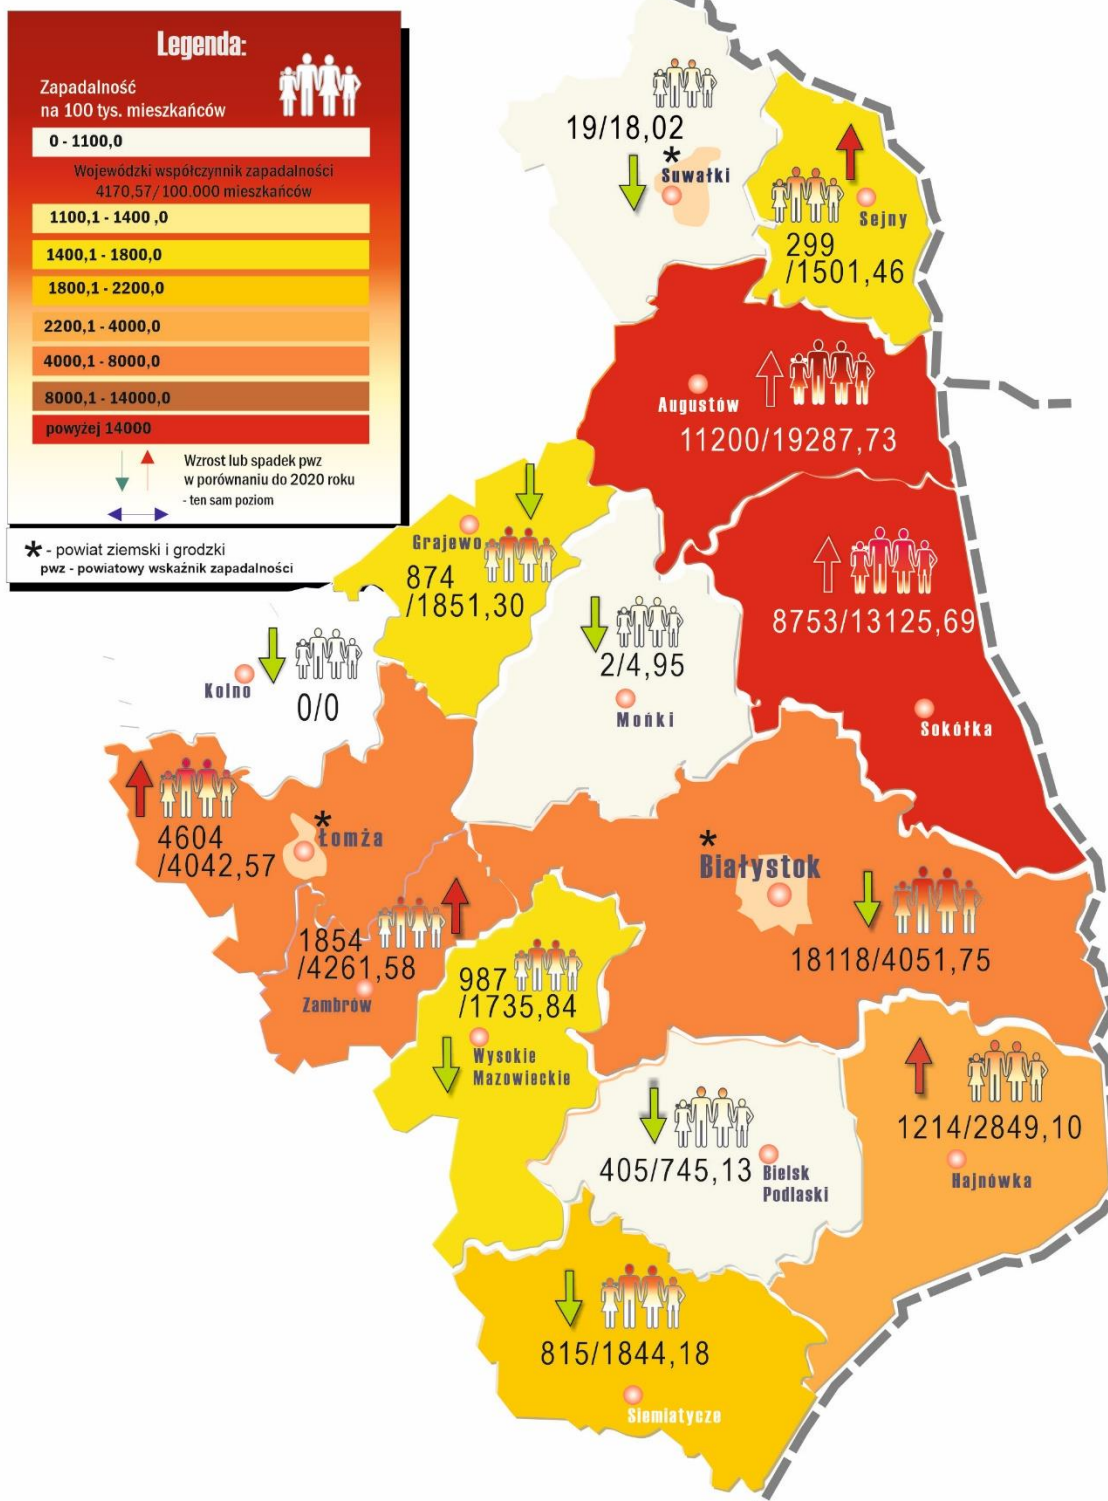 Legenda:
Zapadalność
na 100 tys. mieszkańców
0 - 1100,0
Wojewódzki współczynnik zapadalności
4170,57/ 100.000 mieszkańców
1100,1 - 1400 ,0
1400,1 - 1800,0
1800,1 - 2200,0
2200,1 - 4000,0
4000,1 - 8000,0
8000,1 - 14000,0
powyżej 14000
Wzrost lub spadek pwz
w porównaniu do 2020 roku
- ten sam poziom
* - powiat ziemski i grodzki
pwz - powiatowy wskaźnik zapadalności
19/18,02
*
Suwałki
Sejny
299
/1501,46
Augustów
11200/19287,73
Grajewo
874
/1851,30
8753/13125,69
Sokółka
2/4,95
Mońki
Kolno
0/0
4604
/4042,57
*
Łomża
*
Białystok
18118/4051,75
1854
/4261,58
Zambrów
987
/1735,84
Wysokie
Mazowieckie
1214/2849,10
Hajnówka
405/745,13
Bielsk
Podlaski
815/1844,18
Siemiatycze